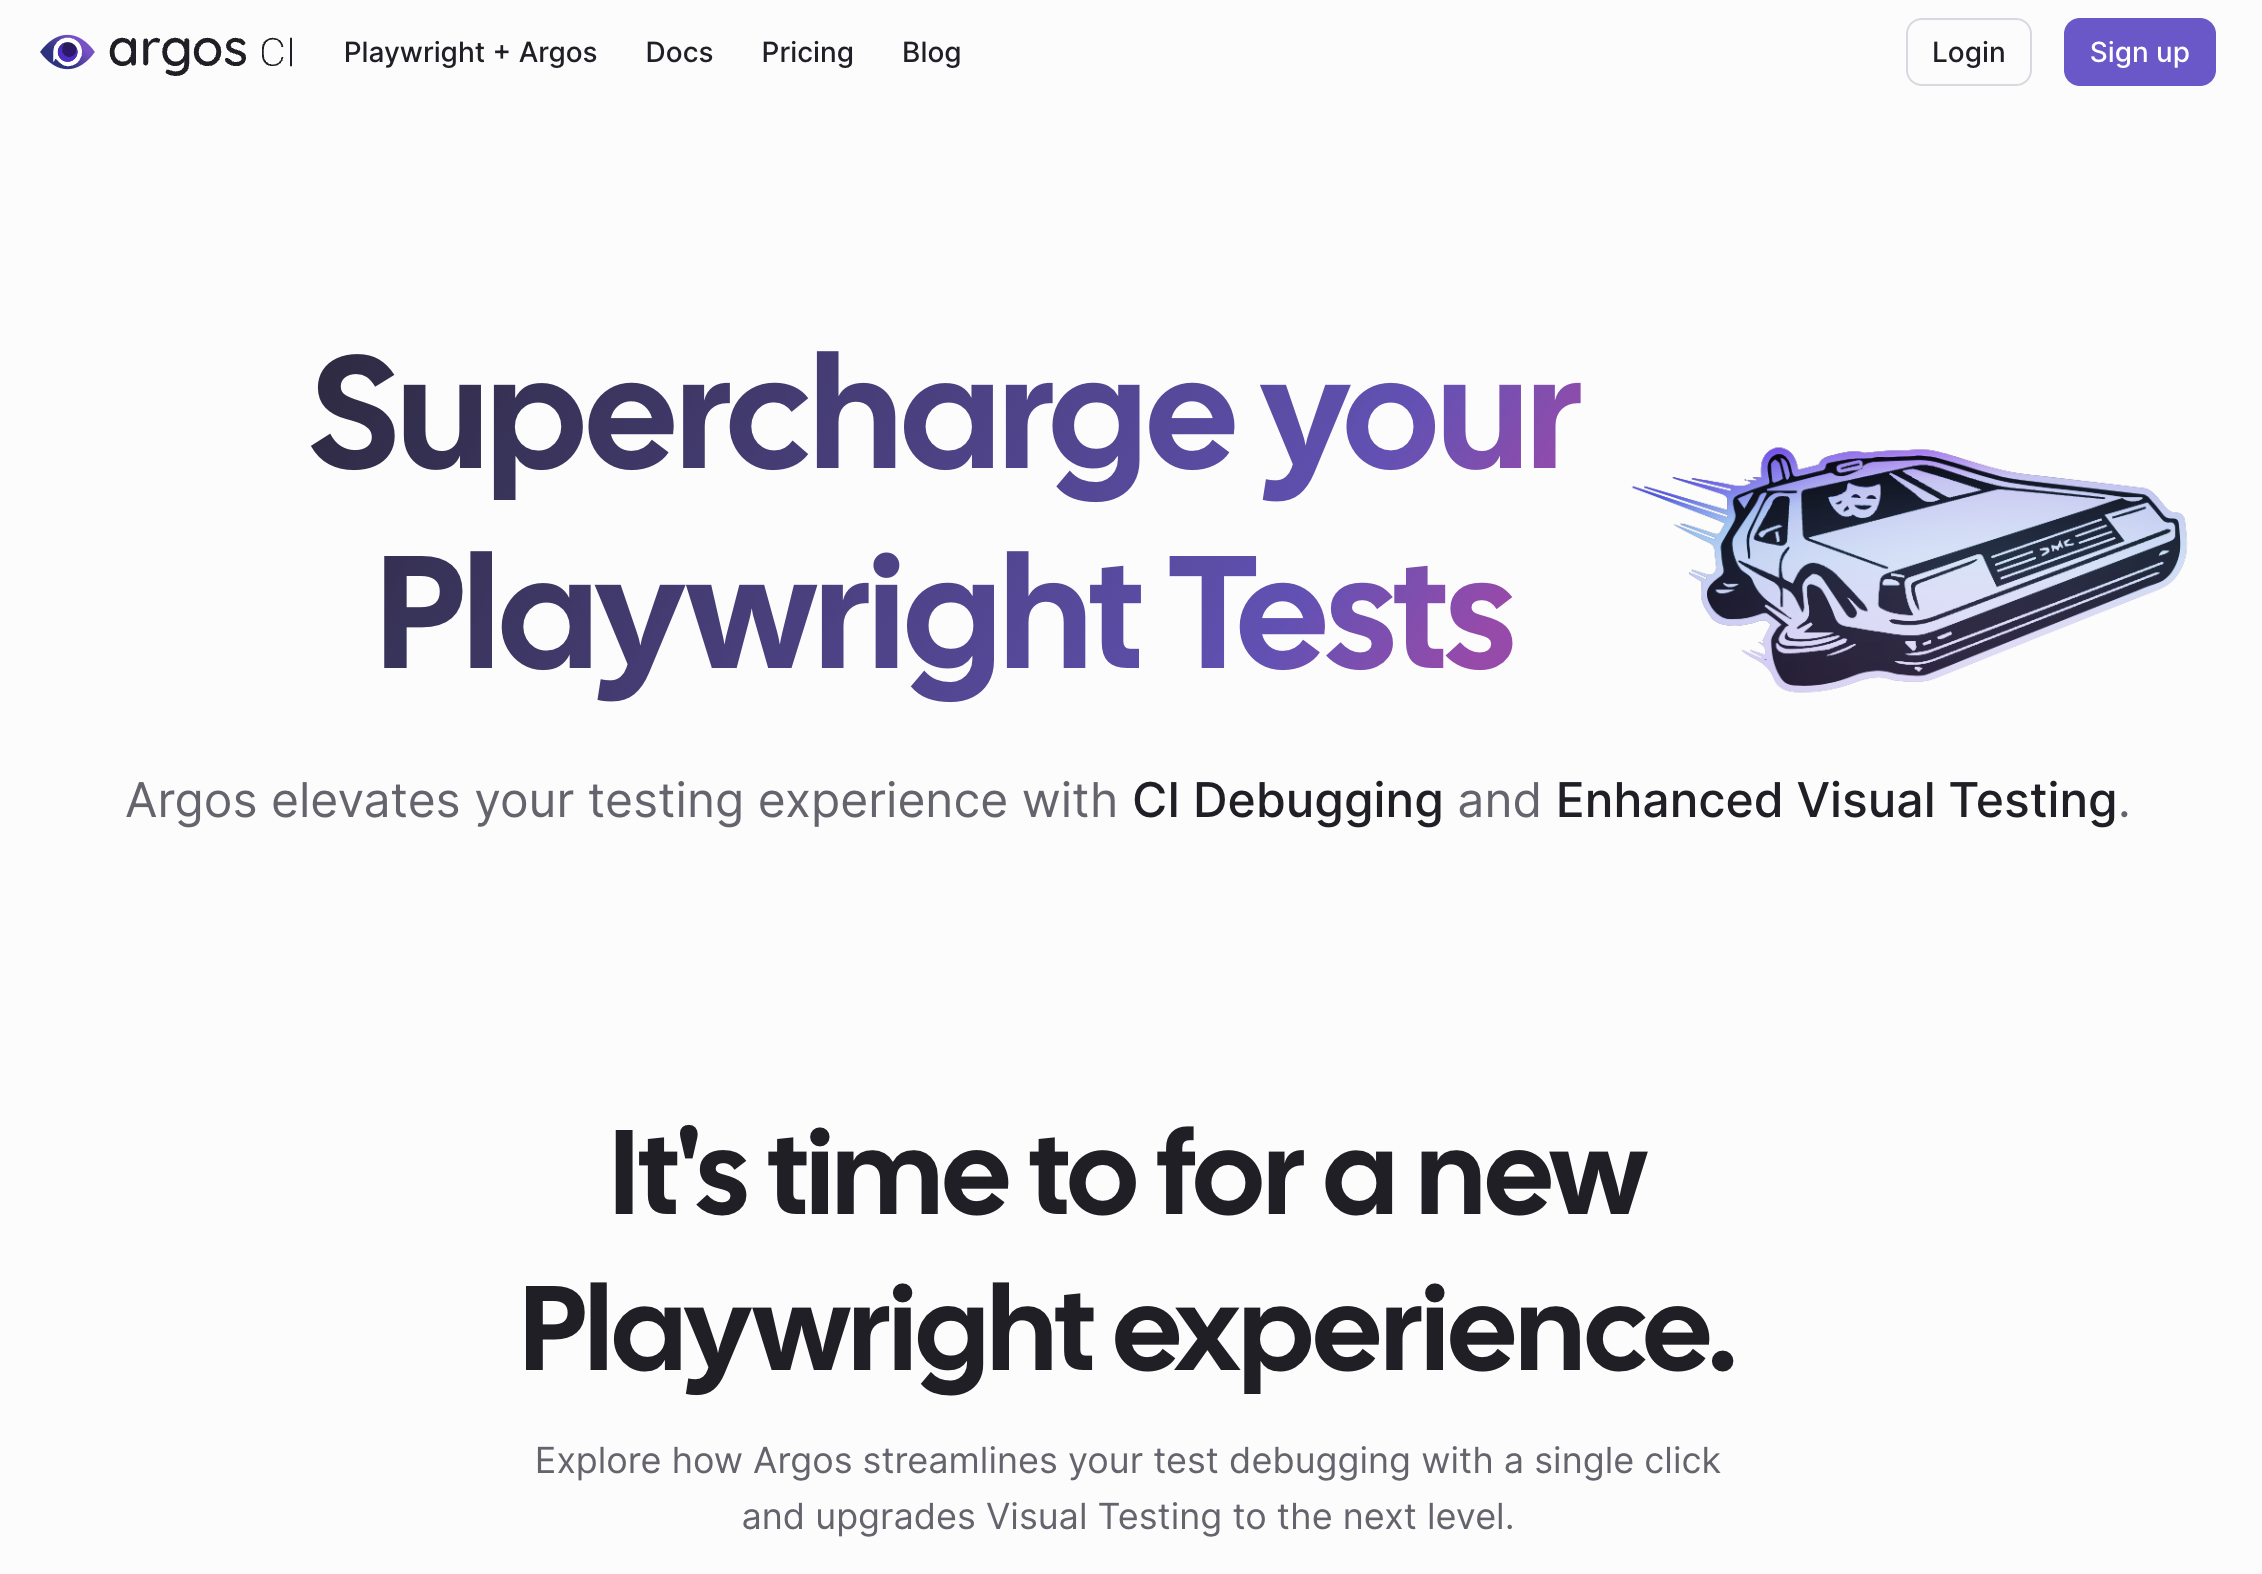 argos CI
Playwright + Argos
Docs
Pricing
Blog
Login
Sign up
Supercharge your
Playwright Tests
DMC
Argos elevates your testing experience with CI Debugging and Enhanced Visual Testing.
It's time to for a new
Playwright experience.
Explore how Argos streamlines your test debugging with a single click
and upgrades Visual Testing to the next level.